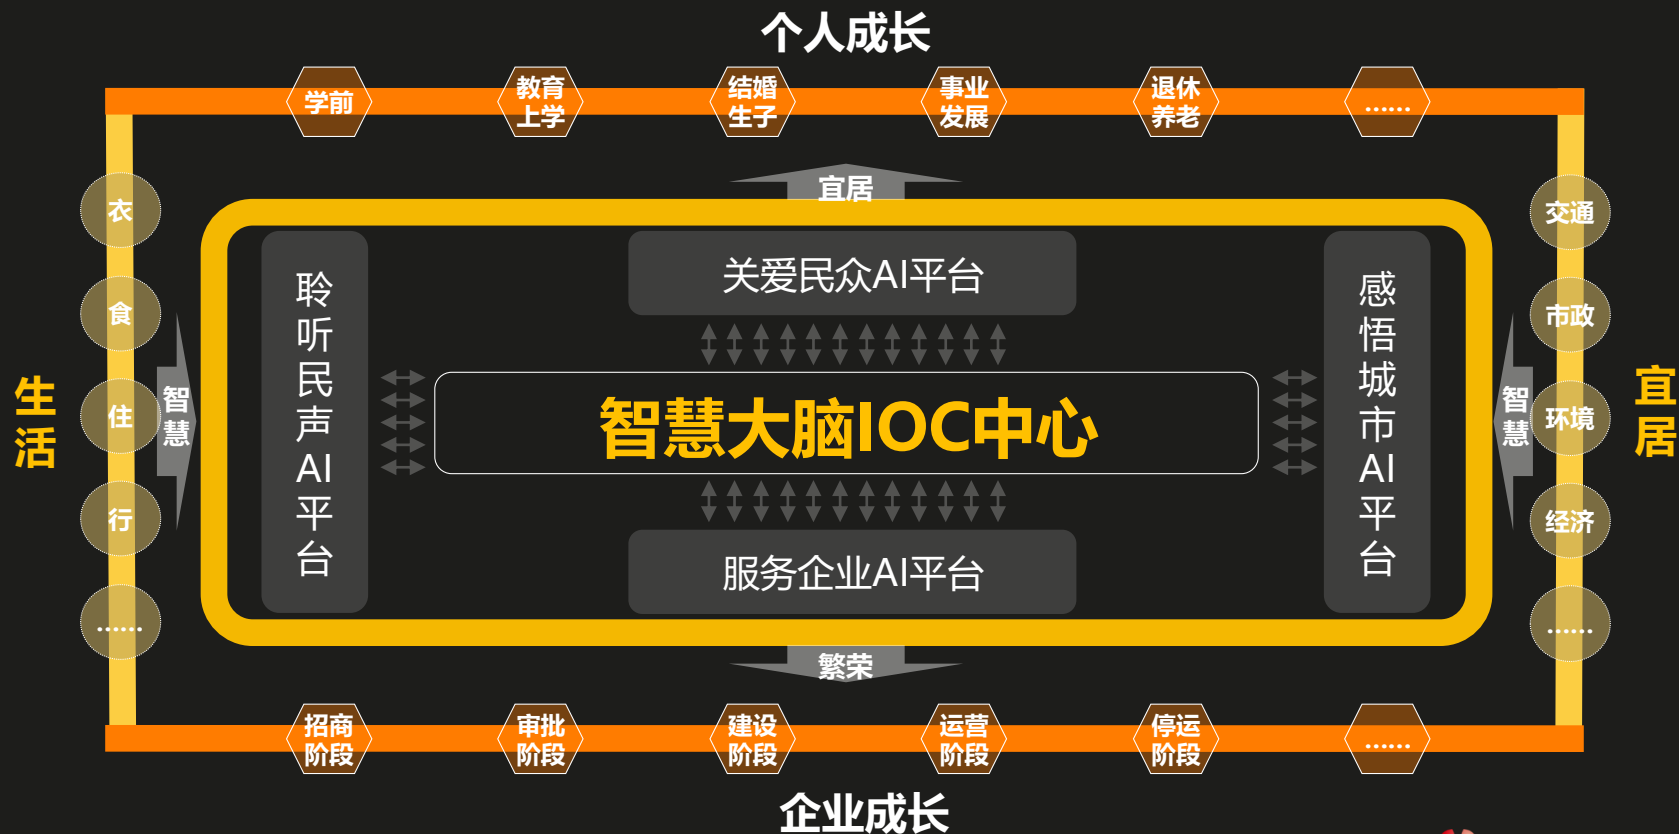 个人成长
学前
教育
上学
结婚
生子
事业
发展
退休
养老
……
宜居
生活
衣
食
住
行
……
智慧
聆听民声AI平台
关爱民众AI平台
智慧大脑IOC中心
服务企业AI平台
感悟城市AI平台
智慧
交通
市政
环境
经济
……
宜居
繁荣
招商
阶段
审批
阶段
建设
阶段
运营
阶段
停运
阶段
……
企业成长